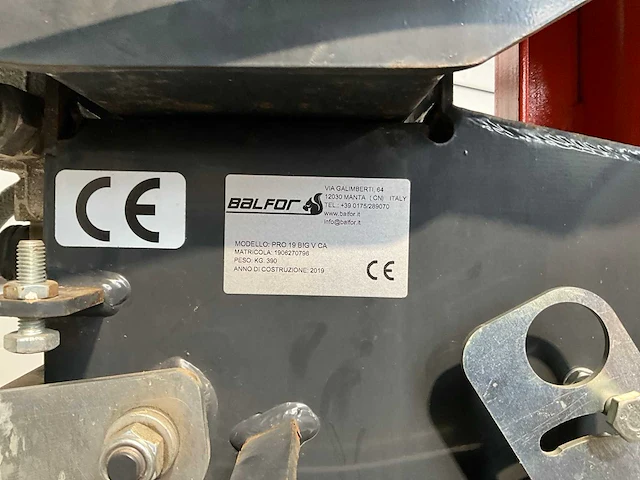 CE
BALFOR
VIA GALIMBERTI, 64
12030 MANTA (CN) ITALY
TEL.: +39 0175/289070
www.balfor.it
info@balfor.it
MODELLO: PRO 19 BIG V CA
MATRICOLA: 1906270796
PESO: KG. 390
ANNO DI COSTRUZIONE: 2019
CE